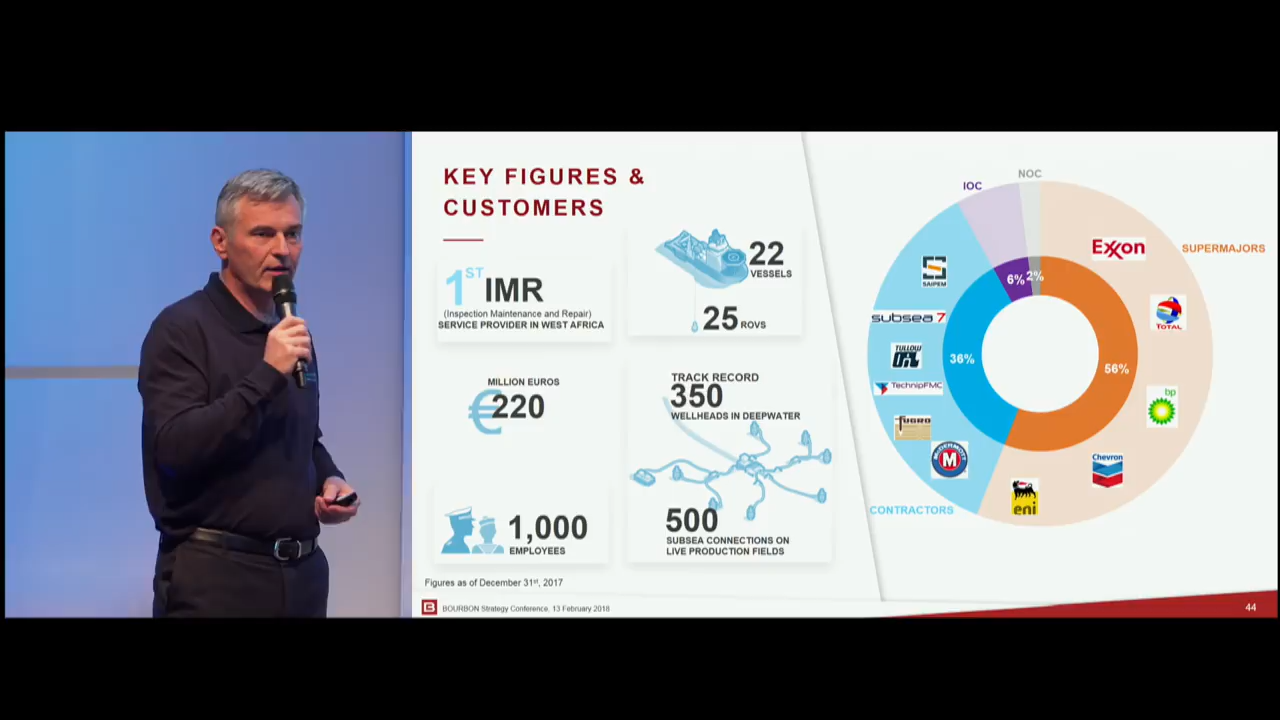 KEY FIGURES &
CUSTOMERS
1ST IMR
(Inspection Maintenance and Repair)
SERVICE PROVIDER IN WEST AFRICA
22
VESSELS
25 ROVS
MILLION EUROS
€220
TRACK RECORD
350
WELLHEADS IN DEEPWATER
1,000
EMPLOYEES
500
SUBSEA CONNECTIONS ON
LIVE PRODUCTION FIELDS
Figures as of December 31st, 2017
B BOURBON Strategy Conference, 13 February 2018
NOC
IOC
SUPERMAJORS
CONTRACTORS
6%
2%
36%
56%
Exxon
TOTAL
bp
Chevron
eni
SAIPEM
subsea 7
TULLOW
OIL
TechnipFMC
FUGRO
MCDERMOTT
M
44